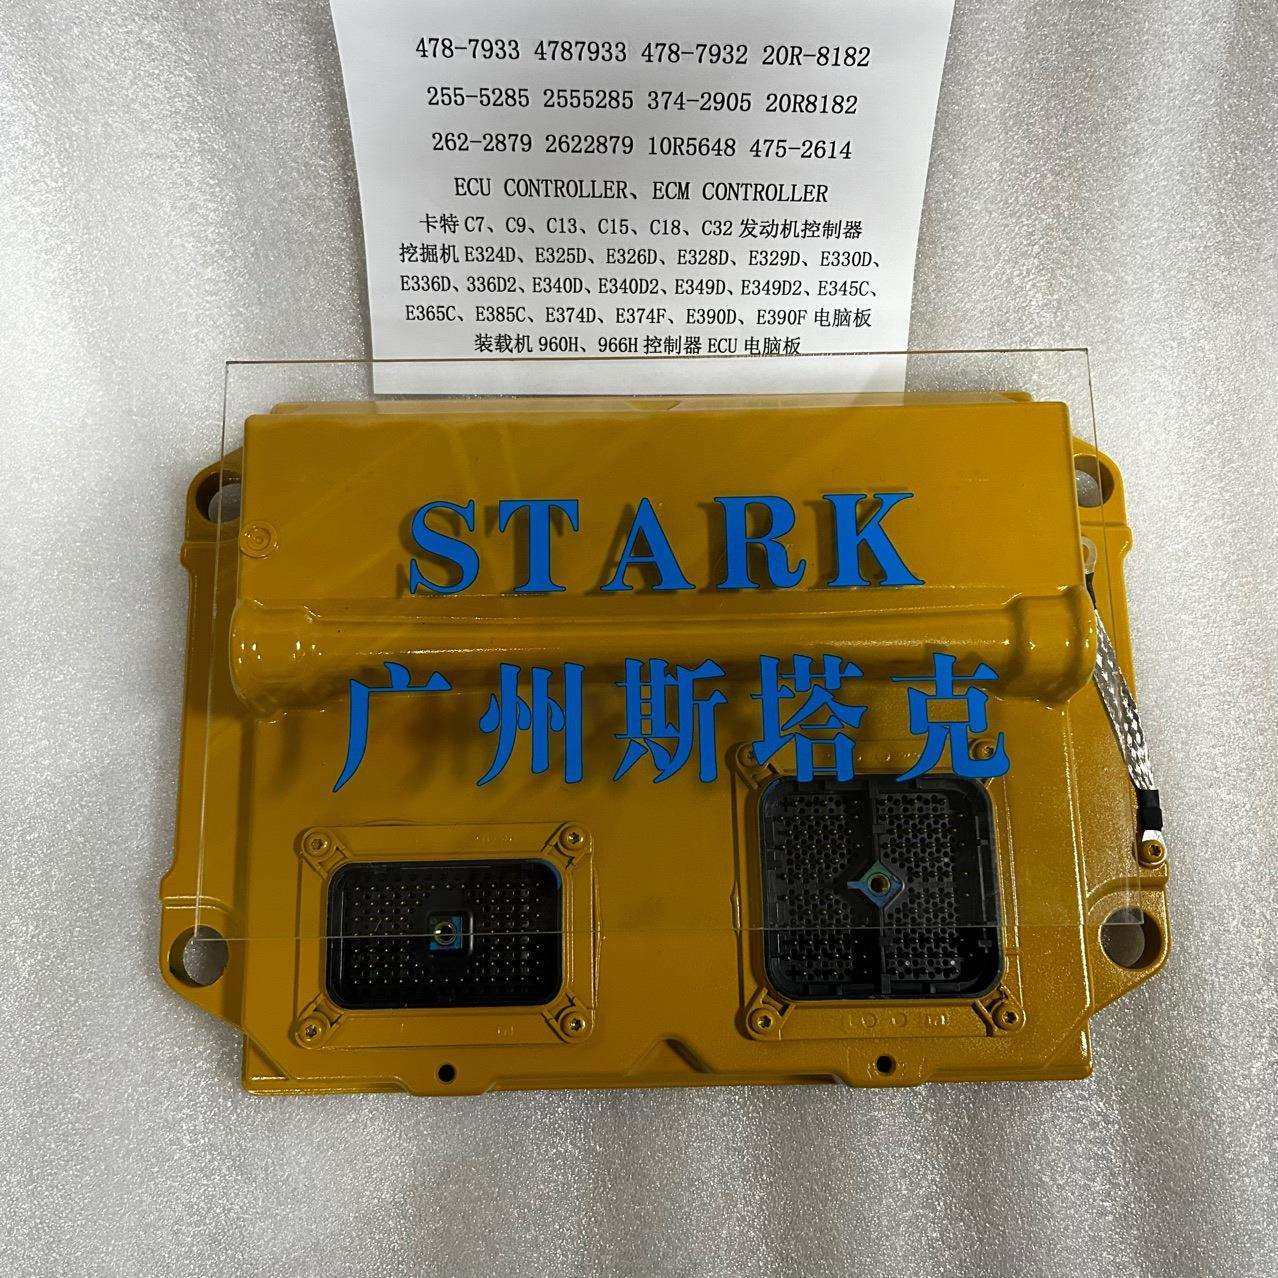 478-7933 4787933 478-7932 20R-8182
255-5285 2555285 374-2905 20R8182
262-2879 2622879 10R5648 475-2614
ECU CONTROLLER、ECM CONTROLLER
卡特 C7、C9、C13、C15、C18、C32 发动机控制器
挖掘机 E324D、E325D、E326D、E328D、E329D、E330D、
E336D、336D2、E340D、E340D2、E349D、E349D2、E345C、
E365C、E385C、E374D、E374F、E390D、E390F 电脑板
装载机 960H、966H 控制器 ECU 电脑板
STARK
广州斯塔克